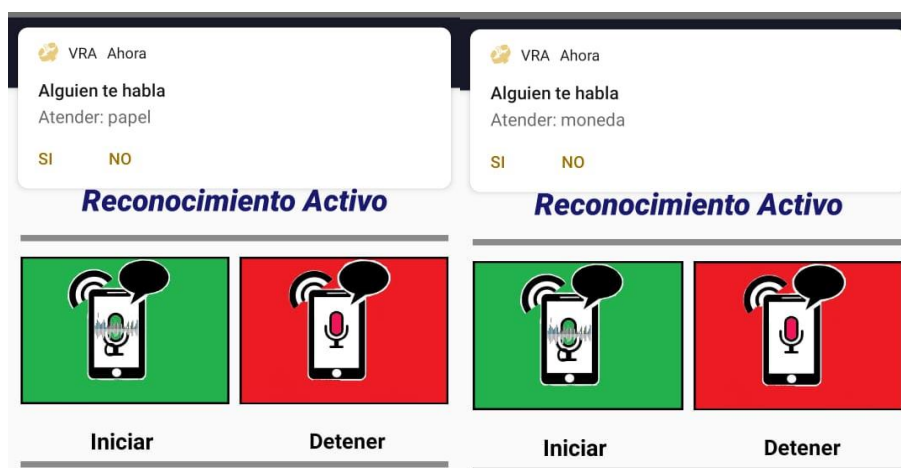 VRA Ahora
Alguien te habla
Atender: papel
SI NO
Reconocimiento Activo
Iniciar Detener
VRA Ahora
Alguien te habla
Atender: moneda
SI NO
Reconocimiento Activo
Iniciar Detener